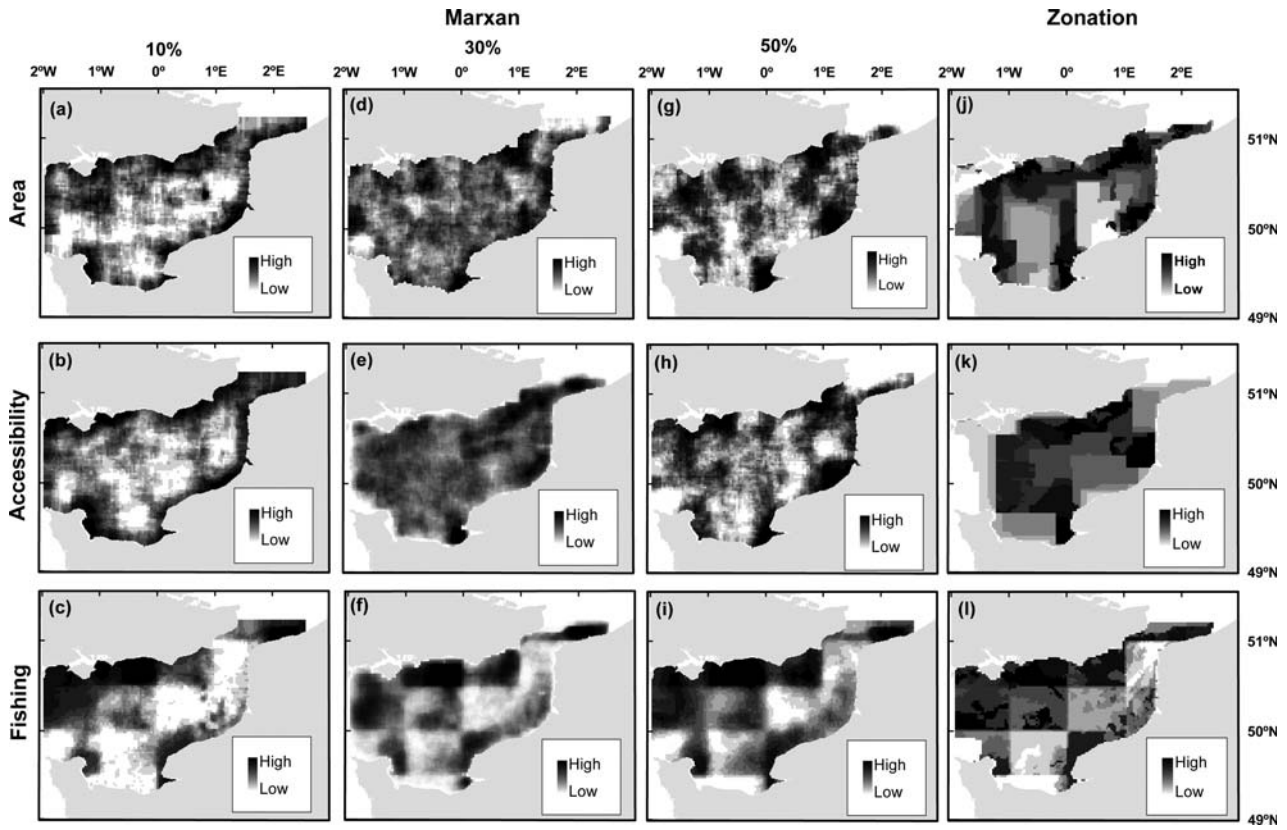 Marxan
Zonation
10%
30%
50%
2ºW 1ºW 0º 1ºE 2ºE
2ºW 1ºW 0º 1ºE 2ºE
2ºW 1ºW 0º 1ºE 2ºE
2ºW 1ºW 0º 1ºE 2ºE
Area
(a)
High
Low
(d)
High
Low
(g)
High
Low
(j)
High
Low
51ºN
50ºN
49ºN
Accessibility
(b)
High
Low
(e)
High
Low
(h)
High
Low
(k)
High
Low
51ºN
50ºN
49ºN
Fishing
(c)
High
Low
(f)
High
Low
(i)
High
Low
(l)
High
Low
51ºN
50ºN
49ºN